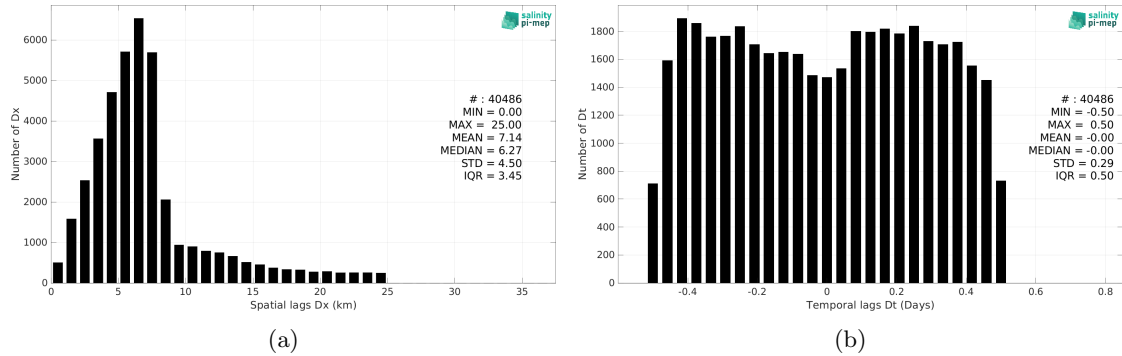 salinity
pi-mep
6000
5000
4000
3000
2000
1000
0
Number of Dx
# : 40486
MIN = 0.00
MAX = 25.00
MEAN = 7.14
MEDIAN = 6.27
STD = 4.50
IQR = 3.45
0 5 10 15 20 25 30 35
Spatial lags Dx (km)
(a)
salinity
pi-mep
1800
1600
1400
1200
1000
800
600
400
200
0
Number of Dt
# : 40486
MIN = -0.50
MAX = 0.50
MEAN = -0.00
MEDIAN = -0.00
STD = 0.29
IQR = 0.50
-0.4 -0.2 0 0.2 0.4 0.6 0.8
Temporal lags Dt (Days)
(b)